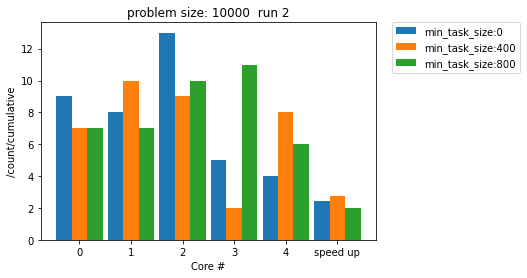 problem size: 10000  run 2
min_task_size:0
min_task_size:400
min_task_size:800
/count/cumulative
12
10
8
6
4
2
0
0 1 2 3 4 speed up
Core #